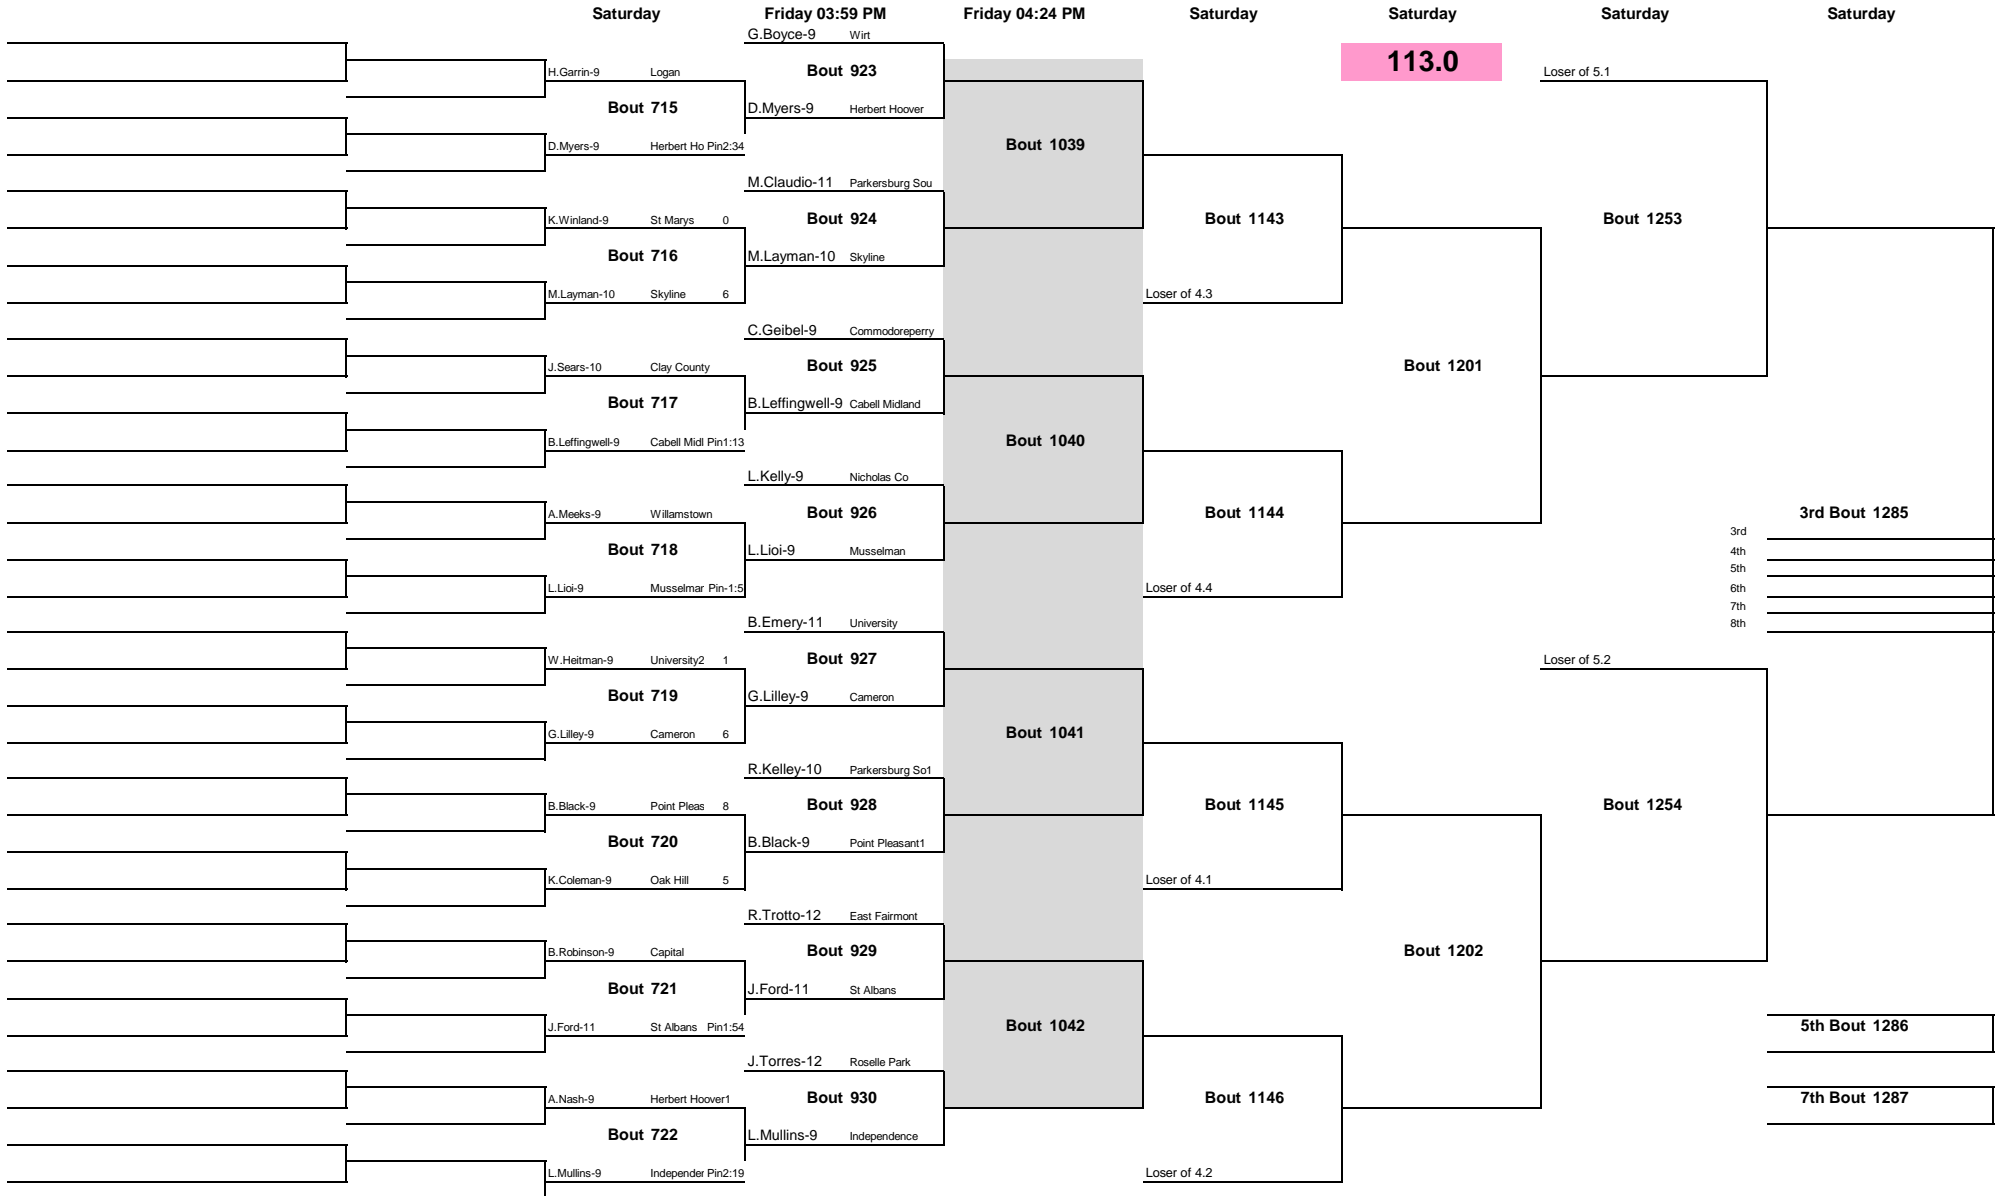 Saturday Friday 03:59 PM Friday 04:24 PM Saturday Saturday Saturday Saturday
G.Boyce-9 Wirt
113.0
H.Garrin-9 Logan Bout 923 Loser of 5.1
Bout 715 D.Myers-9 Herbert Hoover
D.Myers-9 Herbert Ho Pin2:34 Bout 1039
M.Claudio-11 Parkersburg Sou
K.Winland-9 St Marys 0 Bout 924 Bout 1143 Bout 1253
Bout 716 M.Layman-10 Skyline
M.Layman-10 Skyline 6 Loser of 4.3
C.Geibel-9 Commodoreperry
J.Sears-10 Clay County Bout 925 Bout 1201
Bout 717 B.Leffingwell-9 Cabell Midland
B.Leffingwell-9 Cabell Midl Pin1:13 Bout 1040
L.Kelly-9 Nicholas Co
A.Meeks-9 Willamstown Bout 926 Bout 1144 3rd Bout 1285
3rd
Bout 718 L.Lioi-9 Musselman 4th
5th
L.Lioi-9 Musselmar Pin-1:5 Loser of 4.4 6th
7th
B.Emery-11 University 8th
W.Heitman-9 University2 1 Bout 927 Loser of 5.2
Bout 719 G.Lilley-9 Cameron
G.Lilley-9 Cameron 6 Bout 1041
R.Kelley-10 Parkersburg So1
B.Black-9 Point Pleas 8 Bout 928 Bout 1145 Bout 1254
Bout 720 B.Black-9 Point Pleasant1
K.Coleman-9 Oak Hill 5 Loser of 4.1
R.Trotto-12 East Fairmont
B.Robinson-9 Capital Bout 929 Bout 1202
Bout 721 J.Ford-11 St Albans
J.Ford-11 St Albans Pin1:54 Bout 1042 5th Bout 1286
J.Torres-12 Roselle Park
A.Nash-9 Herbert Hoover1 Bout 930 Bout 1146 7th Bout 1287
Bout 722 L.Mullins-9 Independence
L.Mullins-9 Independer Pin2:19 Loser of 4.2